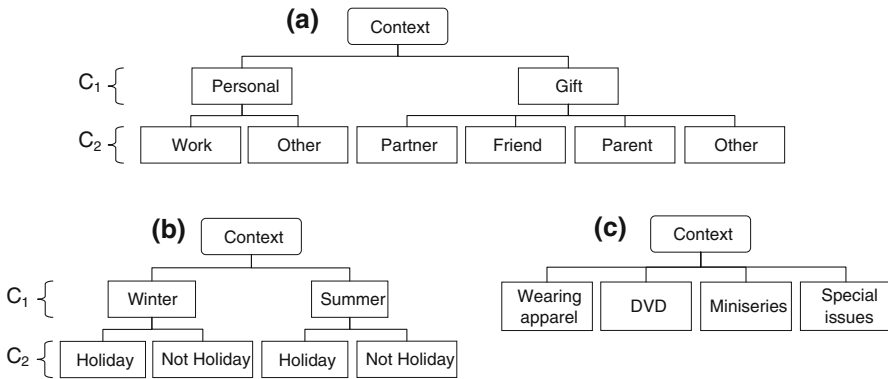 (a)
Context
C₁
Personal
Gift
C₂
Work
Other
Partner
Friend
Parent
Other
(b)
Context
C₁
Winter
Summer
C₂
Holiday
Not Holiday
Holiday
Not Holiday
(c)
Context
Wearing
apparel
DVD
Miniseries
Special
issues